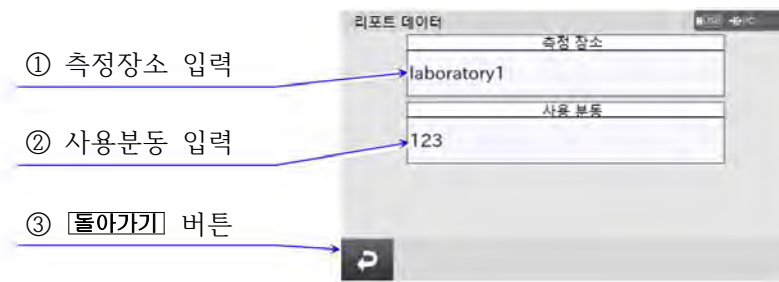 리포트 데이터
측정 장소
① 측정장소 입력
laboratory1
사용 분동
② 사용분동 입력
123
③ 돌아가기 버튼